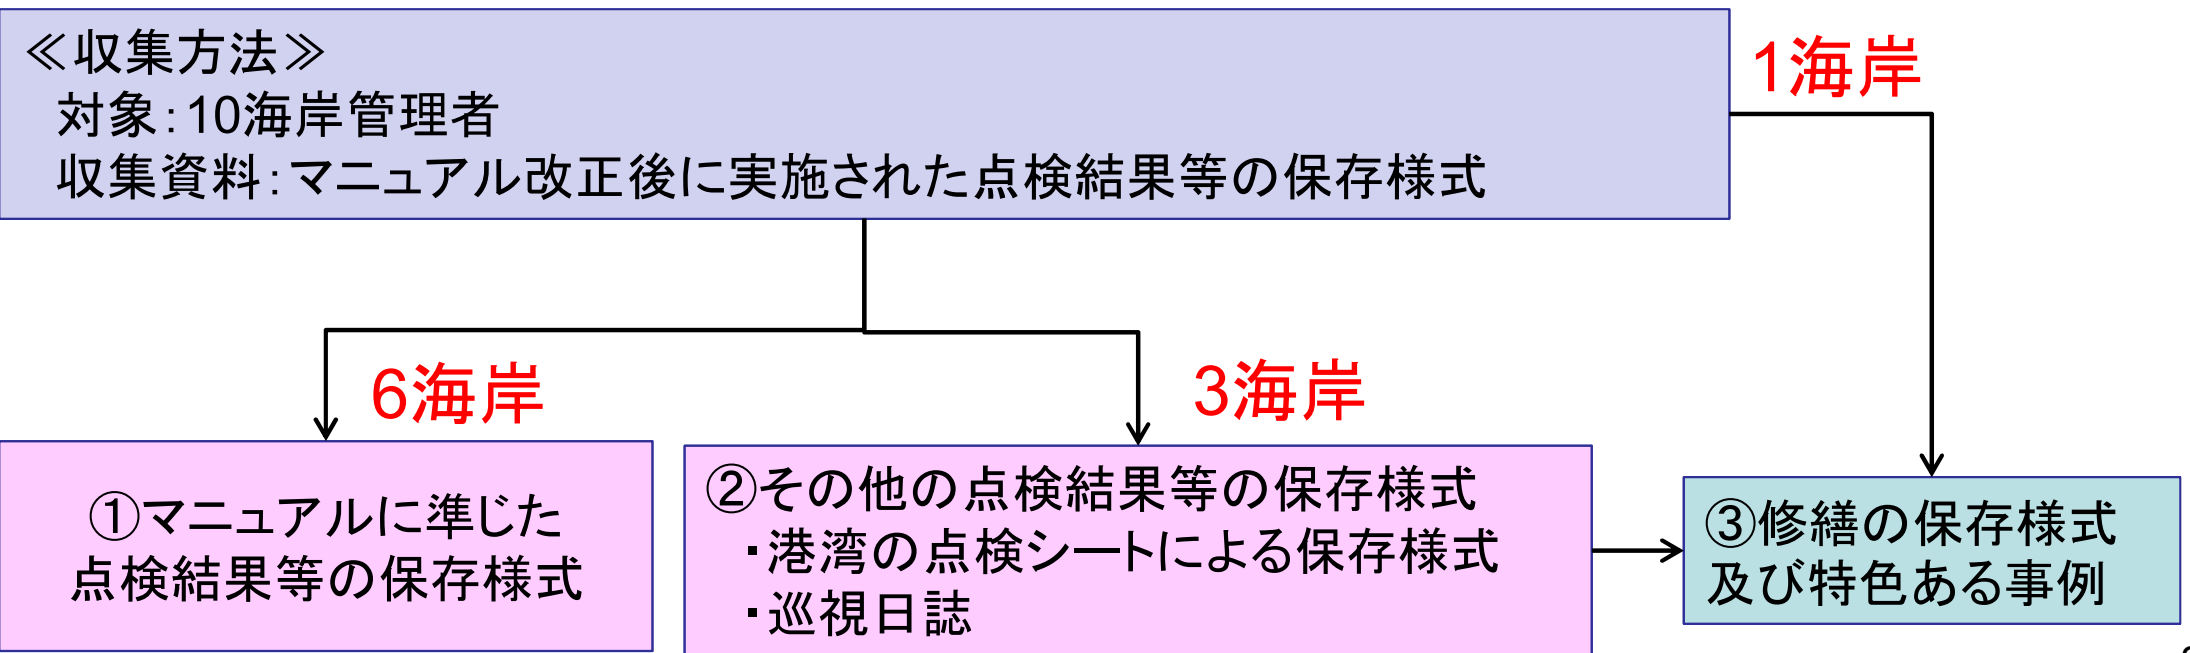 ≪収集方法≫
対象：10海岸管理者
収集資料：マニュアル改正後に実施された点検結果等の保存様式
1海岸
6海岸
3海岸
①マニュアルに準じた
点検結果等の保存様式
②その他の点検結果等の保存様式
・港湾の点検シートによる保存様式
・巡視日誌
③修繕の保存様式
及び特色ある事例